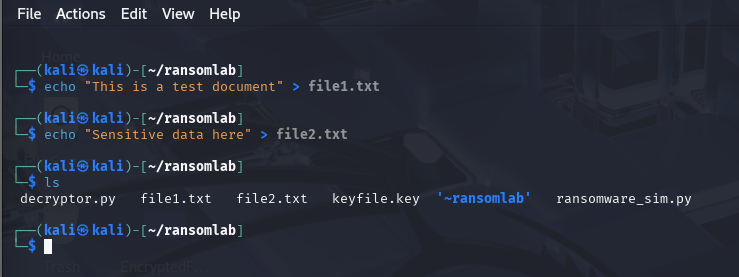 File Actions Edit View Help
Home
┌──(kali㉿kali)-[~/ransomlab]
└─$ echo "This is a test document" > file1.txt
┌──(kali㉿kali)-[~/ransomlab]
└─$ echo "Sensitive data here" > file2.txt
┌──(kali㉿kali)-[~/ransomlab]
└─$ ls
decryptor.py file1.txt file2.txt keyfile.key '~ransomlab' ransomware_sim.py
┌──(kali㉿kali)-[~/ransomlab]
└─$
Trash